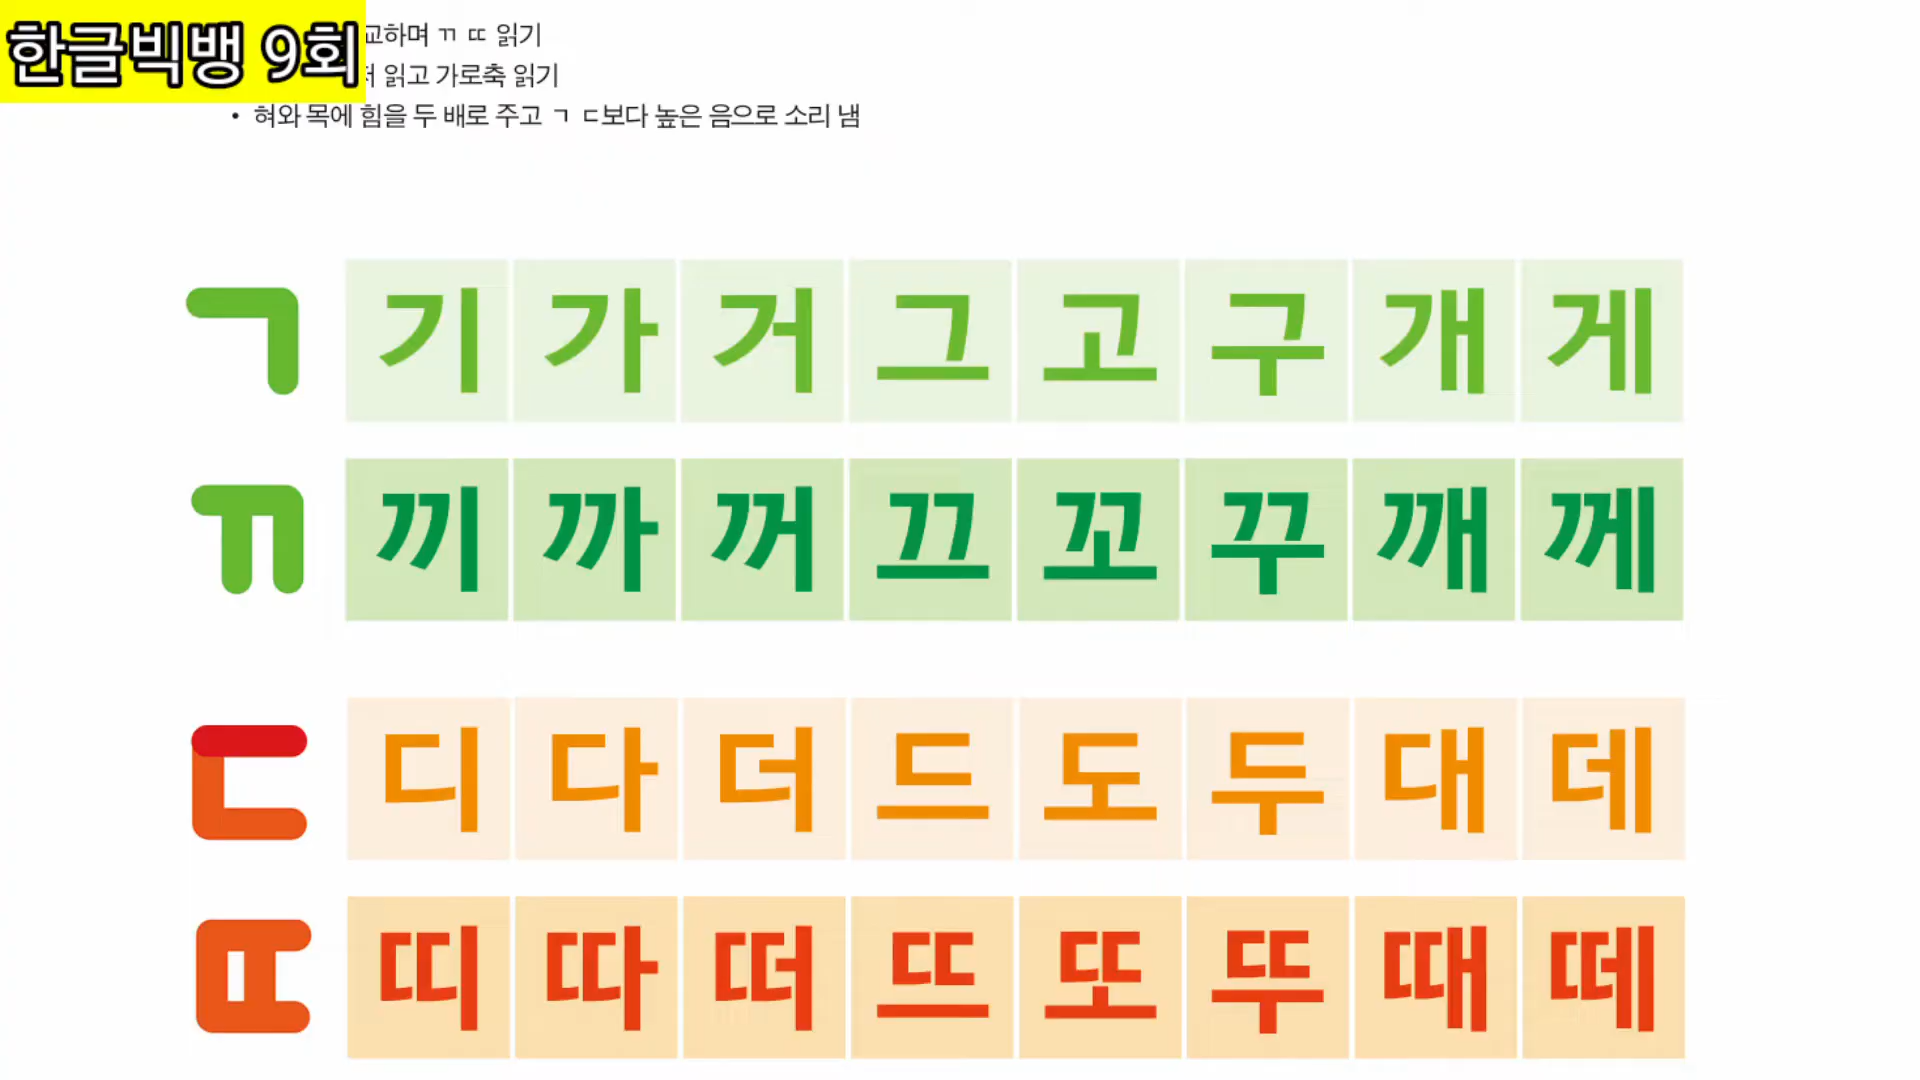 한글빅뱅 9회
교하며 ㄲ ㄸ 읽기
읽고 가로축 읽기
• 혀와 목에 힘을 두 배로 주고 ㄱ ㄷ보다 높은 음으로 소리 냄
ㄱ 기 가 거 그 고 구 개 게
ㄲ 끼 까 꺼 끄 꼬 꾸 깨 께
ㄷ 디 다 더 드 도 두 대 데
ㄸ 띠 따 떠 뜨 또 뚜 때 떼